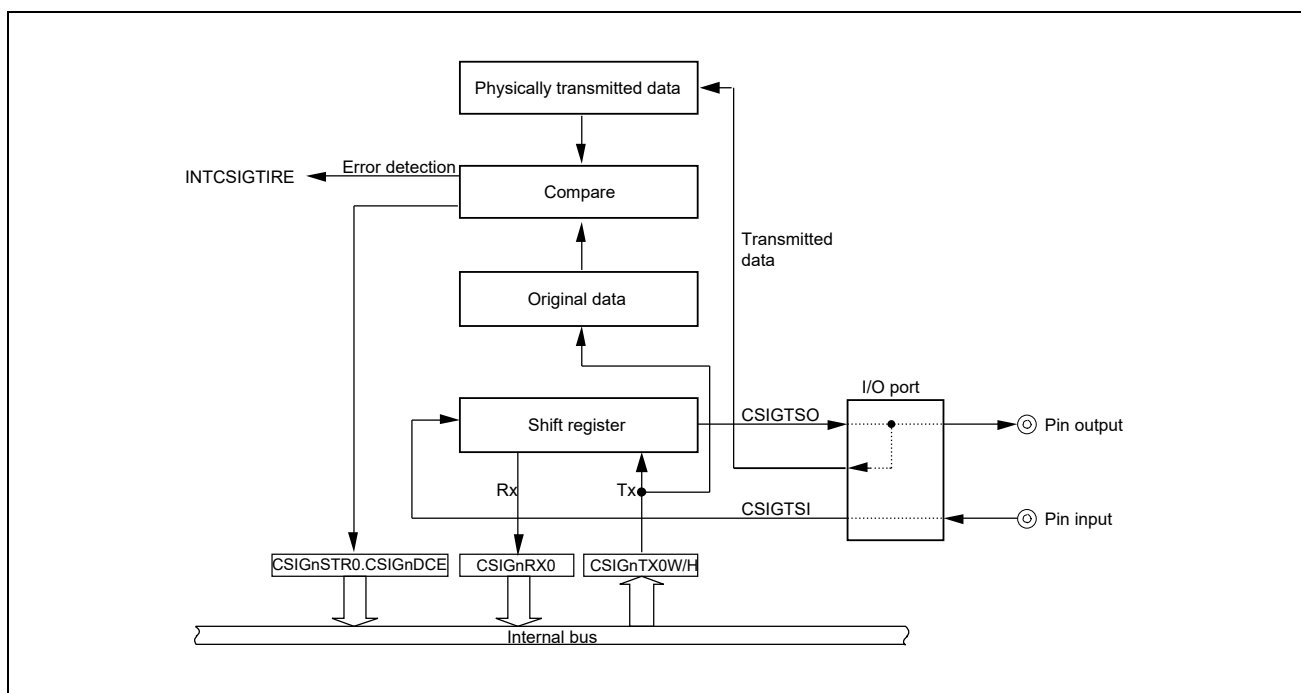 Physically transmitted data
Error detection
INTCSIGTIRE
Compare
Transmitted
data
Original data
I/O port
CSIGTSO
Shift register
Pin output
Rx
Tx
CSIGTSI
Pin input
CSIGnSTR0.CSIGnDCE
CSIGnRX0
CSIGnTX0W/H
Internal bus